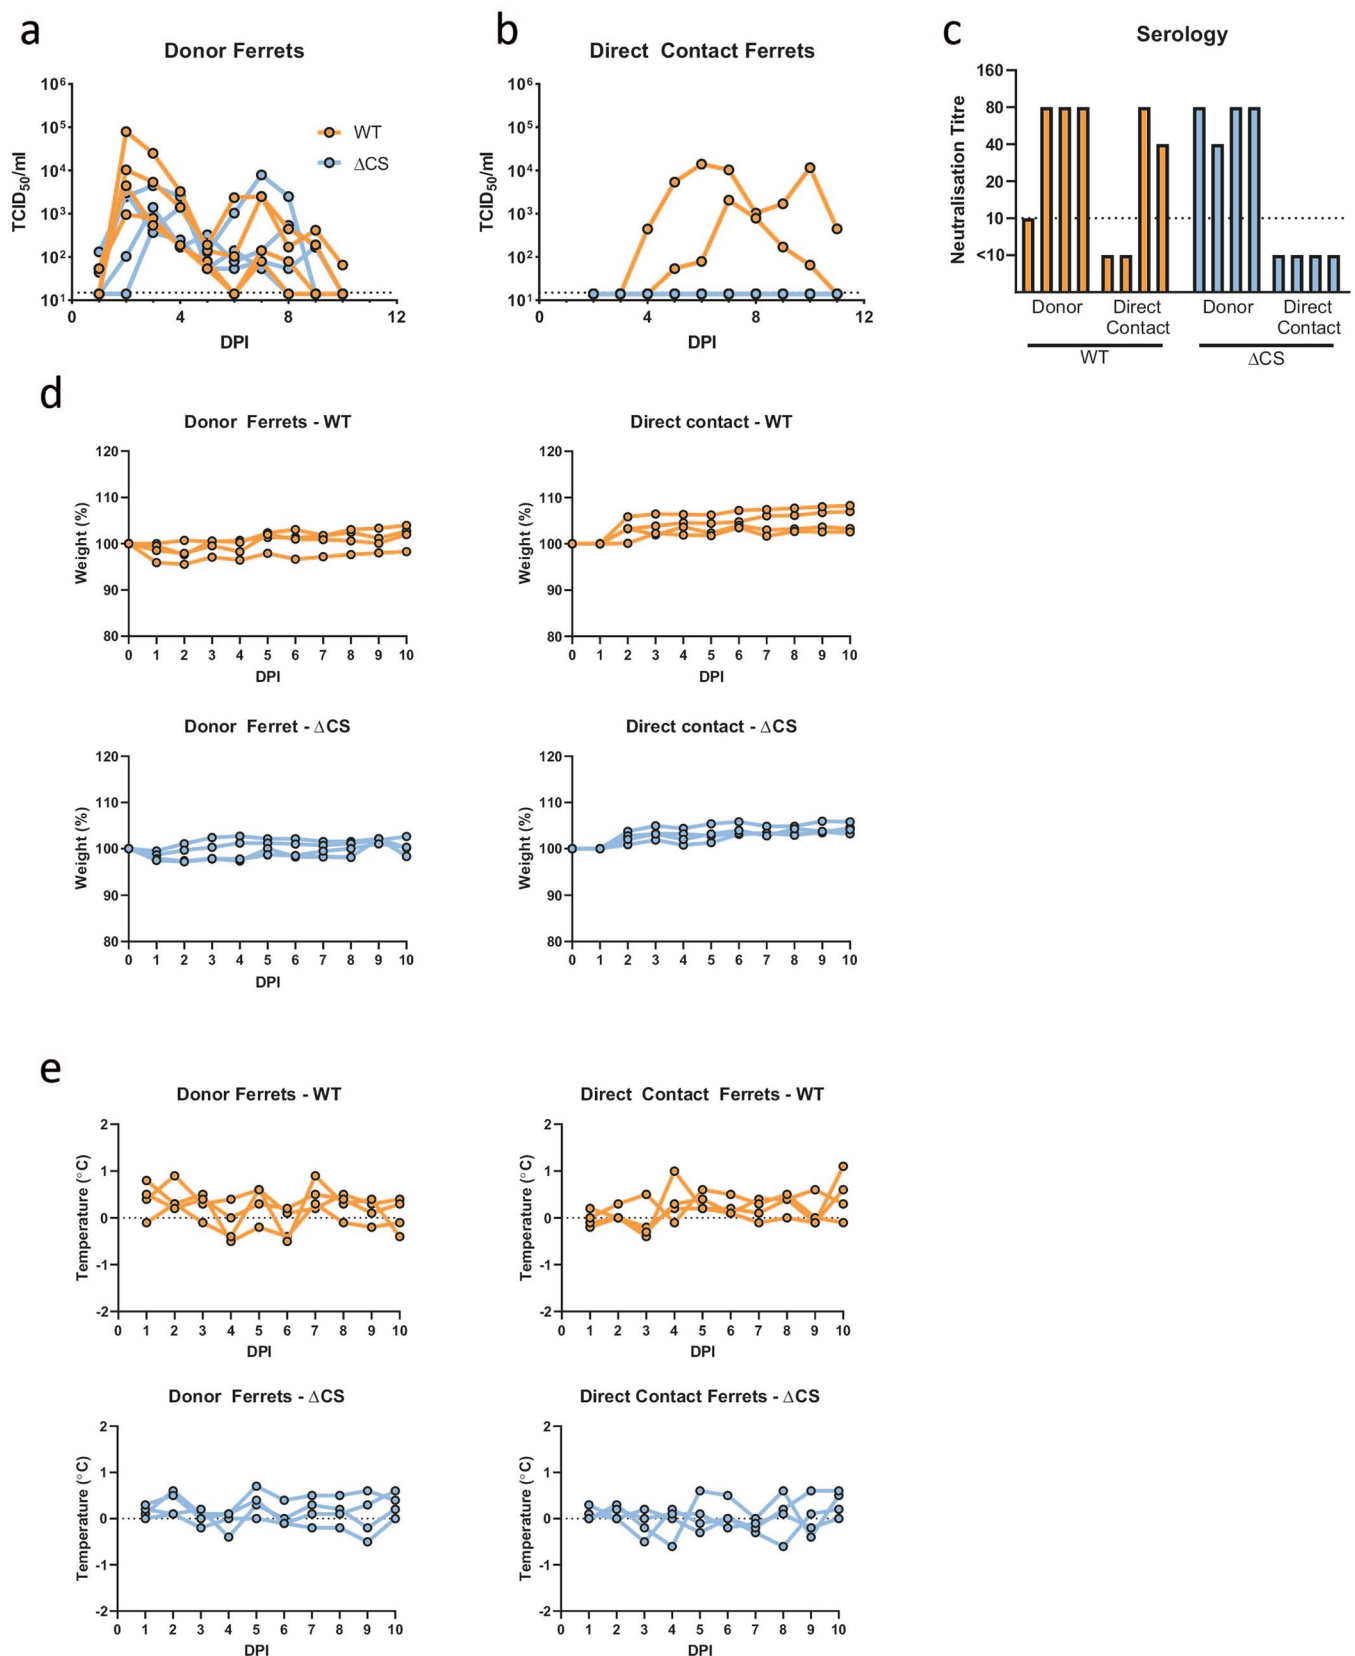 a
Donor Ferrets
10⁶
10⁵
10⁴
10³
10²
10¹
TCID₅₀/ml
WT
ΔCS
0 4 8 12
DPI
b
Direct Contact Ferrets
10⁶
10⁵
10⁴
10³
10²
10¹
TCID₅₀/ml
0 4 8 12
DPI
c
Serology
160
80
40
20
10
<10
Neutralisation Titre
Donor Direct Donor Direct
Contact Contact
WT ΔCS
d
Donor Ferrets - WT
120
110
100
90
80
Weight (%)
0 1 2 3 4 5 6 7 8 9 10
DPI
Direct contact - WT
120
110
100
90
80
Weight (%)
0 1 2 3 4 5 6 7 8 9 10
DPI
Donor Ferret - ΔCS
120
110
100
90
80
Weight (%)
0 1 2 3 4 5 6 7 8 9 10
DPI
Direct contact - ΔCS
120
110
100
90
80
Weight (%)
0 1 2 3 4 5 6 7 8 9 10
DPI
e
Donor Ferrets - WT
2
1
0
-1
-2
Temperature (°C)
0 1 2 3 4 5 6 7 8 9 10
DPI
Direct Contact Ferrets - WT
2
1
0
-1
-2
Temperature (°C)
0 1 2 3 4 5 6 7 8 9 10
DPI
Donor Ferrets - ΔCS
2
1
0
-1
-2
Temperature (°C)
0 1 2 3 4 5 6 7 8 9 10
DPI
Direct Contact Ferrets - ΔCS
2
1
0
-1
-2
Temperature (°C)
0 1 2 3 4 5 6 7 8 9 10
DPI